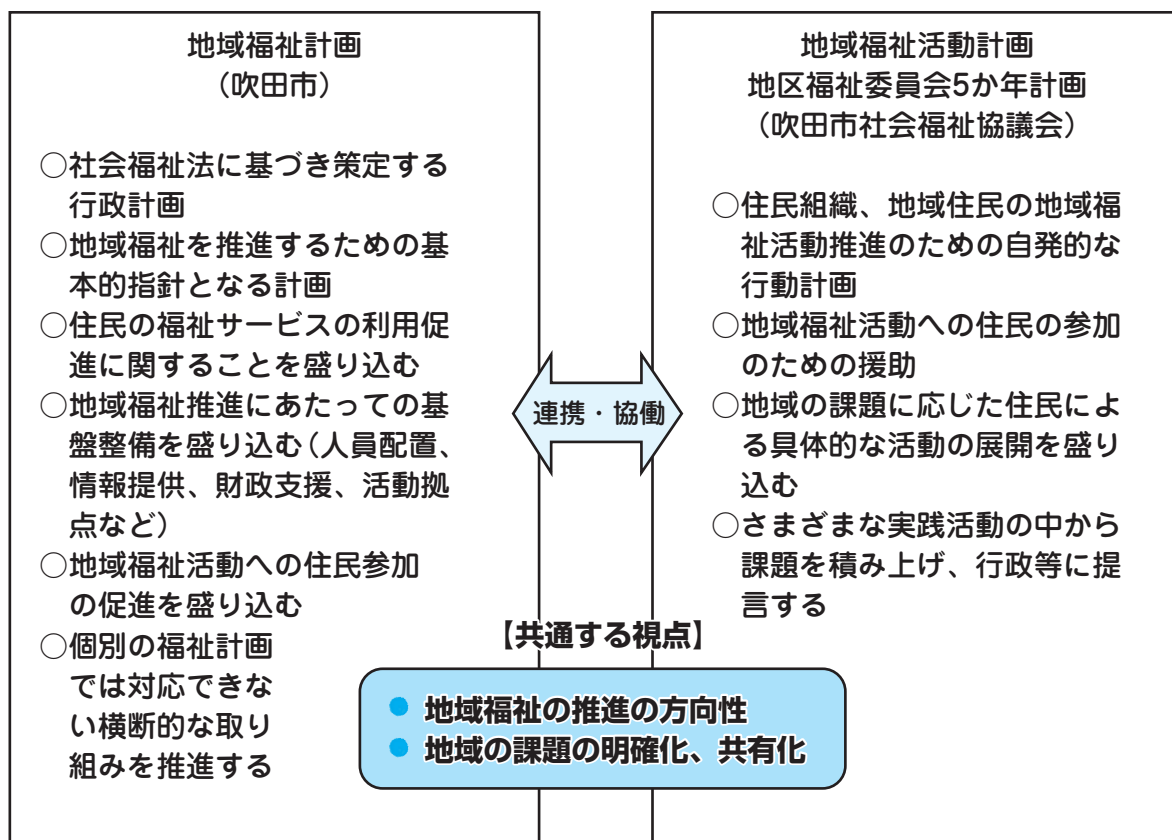 地域福祉計画
（吹田市）
○社会福祉法に基づき策定する
行政計画
○地域福祉を推進するための基
本的指針となる計画
○住民の福祉サービスの利用促
進に関することを盛り込む
○地域福祉推進にあたっての基
盤整備を盛り込む（人員配置、
情報提供、財政支援、活動拠
点など）
○地域福祉活動への住民参加
の促進を盛り込む
○個別の福祉計画
では対応できな
い横断的な取り
組みを推進する
連携・協働
地域福祉活動計画
地区福祉委員会5か年計画
（吹田市社会福祉協議会）
○住民組織、地域住民の地域福
祉活動推進のための自発的な
行動計画
○地域福祉活動への住民の参加
のための援助
○地域の課題に応じた住民によ
る具体的な活動の展開を盛り
込む
○さまざまな実践活動の中から
課題を積み上げ、行政等に提
言する
【共通する視点】
● 地域福祉の推進の方向性
● 地域の課題の明確化、共有化